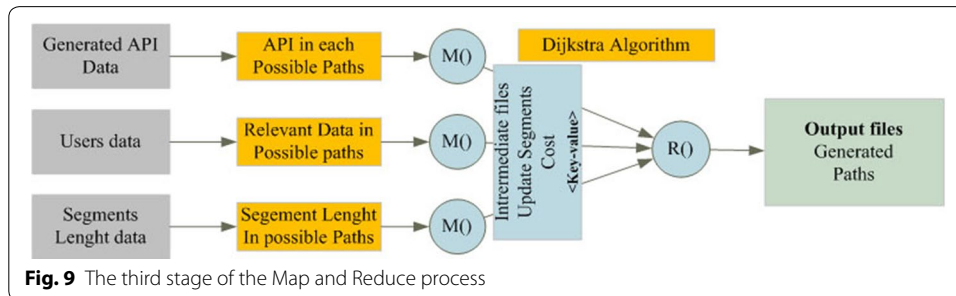 Generated API
Data
API in each
Possible Paths
M()
Dijkstra Algorithm
Users data
Relevant Data in
Possible paths
M()
Intrermediate files
Update Segments
Cost
<Key-value>
R()
Output files
Generated
Paths
Segments
Lenght data
Segement Lenght
In possible Paths
M()
Fig. 9 The third stage of the Map and Reduce process